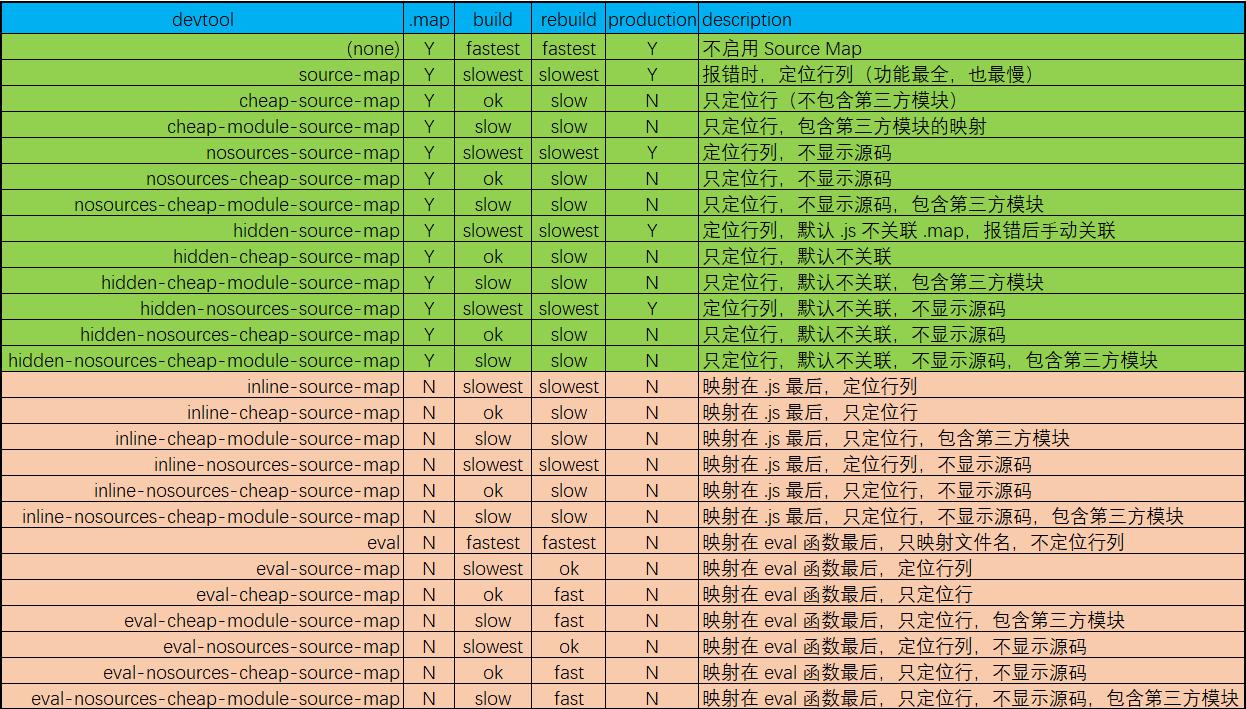 devtool .map build rebuild production description
(none) Y fastest fastest Y 不启用 Source Map
source-map Y slowest slowest Y 报错时，定位行列（功能最全，也最慢）
cheap-source-map Y ok slow N 只定位行（不包含第三方模块）
cheap-module-source-map Y slow slow N 只定位行，包含第三方模块的映射
nosources-source-map Y slowest slowest Y 定位行列，不显示源码
nosources-cheap-source-map Y ok slow N 只定位行，不显示源码
nosources-cheap-module-source-map Y slow slow N 只定位行，不显示源码，包含第三方模块
hidden-source-map Y slowest slowest Y 定位行列，默认 .js 不关联 .map，报错后手动关联
hidden-cheap-source-map Y ok slow N 只定位行，默认不关联
hidden-cheap-module-source-map Y slow slow N 只定位行，默认不关联，包含第三方模块
hidden-nosources-source-map Y slowest slowest Y 定位行列，默认不关联，不显示源码
hidden-nosources-cheap-source-map Y ok slow N 只定位行，默认不关联，不显示源码
hidden-nosources-cheap-module-source-map Y slow slow N 只定位行，默认不关联，不显示源码，包含第三方模块
inline-source-map N slowest slowest N 映射在 .js 最后，定位行列
inline-cheap-source-map N ok slow N 映射在 .js 最后，只定位行
inline-cheap-module-source-map N slow slow N 映射在 .js 最后，只定位行，包含第三方模块
inline-nosources-source-map N slowest slowest N 映射在 .js 最后，定位行列，不显示源码
inline-nosources-cheap-source-map N ok slow N 映射在 .js 最后，只定位行，不显示源码
inline-nosources-cheap-module-source-map N slow slow N 映射在 .js 最后，只定位行，不显示源码，包含第三方模块
eval N fastest fastest N 映射在 eval 函数最后，只映射文件名，不定位行列
eval-source-map N slowest ok N 映射在 eval 函数最后，定位行列
eval-cheap-source-map N ok fast N 映射在 eval 函数最后，只定位行
eval-cheap-module-source-map N slow fast N 映射在 eval 函数最后，只定位行，包含第三方模块
eval-nosources-source-map N slowest ok N 映射在 eval 函数最后，定位行列，不显示源码
eval-nosources-cheap-source-map N ok fast N 映射在 eval 函数最后，只定位行，不显示源码
eval-nosources-cheap-module-source-map N slow fast N 映射在 eval 函数最后，只定位行，不显示源码，包含第三方模块